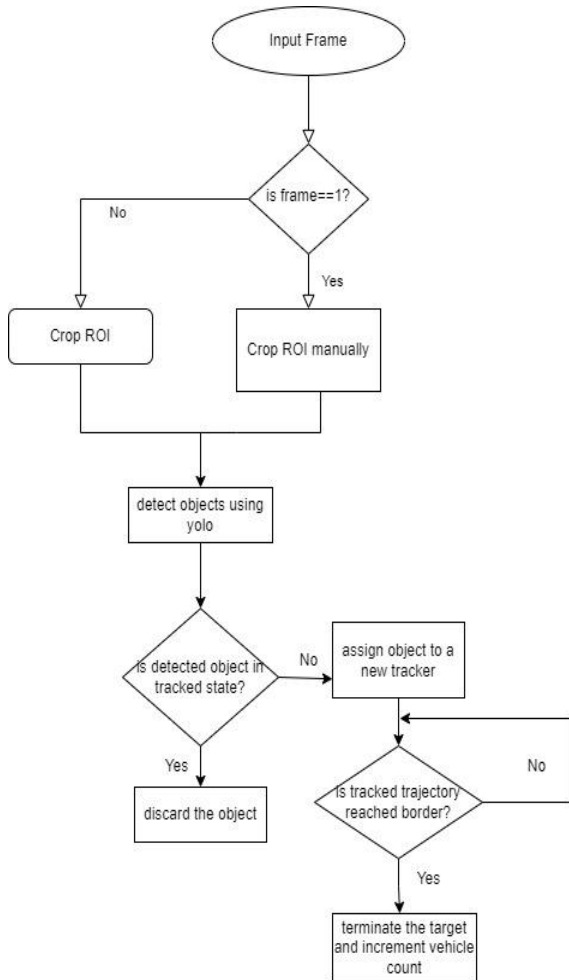 Input Frame
is frame==1?
No
Yes
Crop ROI
Crop ROI manually
detect objects using
yolo
is detected object in
tracked state?
No
assign object to a
new tracker
Yes
discard the object
is tracked trajectory
reached border?
No
Yes
terminate the target
and increment vehicle
count